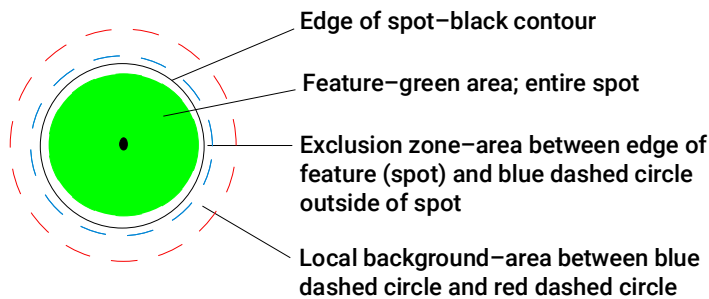 Edge of spot–black contour
Feature–green area; entire spot
Exclusion zone–area between edge of
feature (spot) and blue dashed circle
outside of spot
Local background–area between blue
dashed circle and red dashed circle